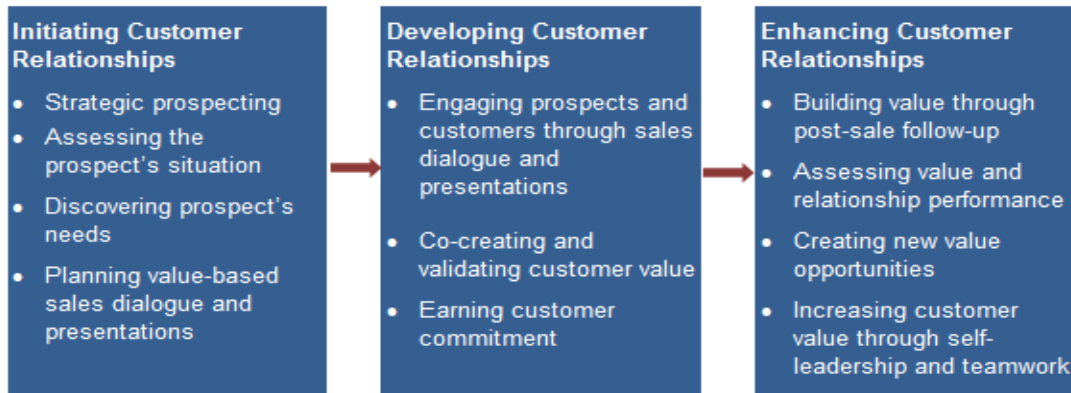 Initiating Customer
Relationships
• Strategic prospecting
• Assessing the
prospect's situation
• Discovering prospect's
needs
• Planning value-based
sales dialogue and
presentations
Developing Customer
Relationships
• Engaging prospects and
customers through sales
dialogue and
presentations
• Co-creating and
validating customer value
• Earning customer
commitment
Enhancing Customer
Relationships
• Building value through
post-sale follow-up
• Assessing value and
relationship performance
• Creating new value
opportunities
• Increasing customer
value through self-
leadership and teamwork